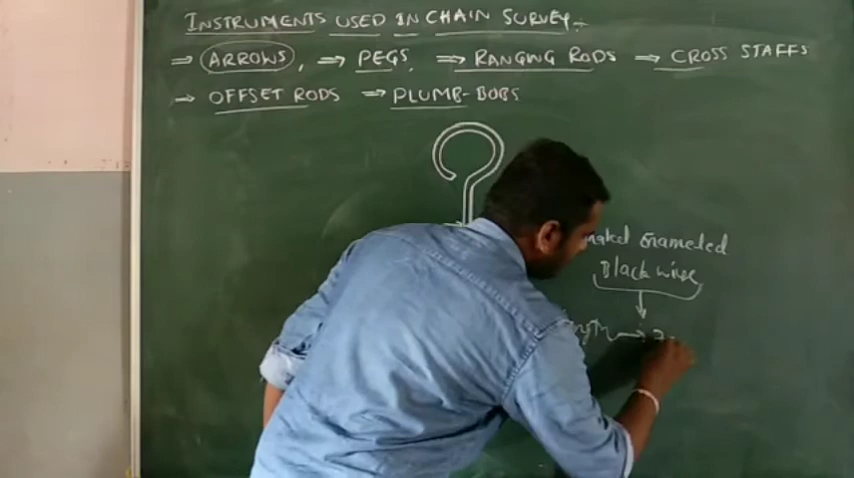 INSTRUMENTS USED IN CHAIN SURVEY:-
⇒ ARROWS, ⇒ PEGS, ⇒ RANGING RODS → CROSS STAFFS
→ OFFSET RODS ⇒ PLUMB-BOBS
Black wire